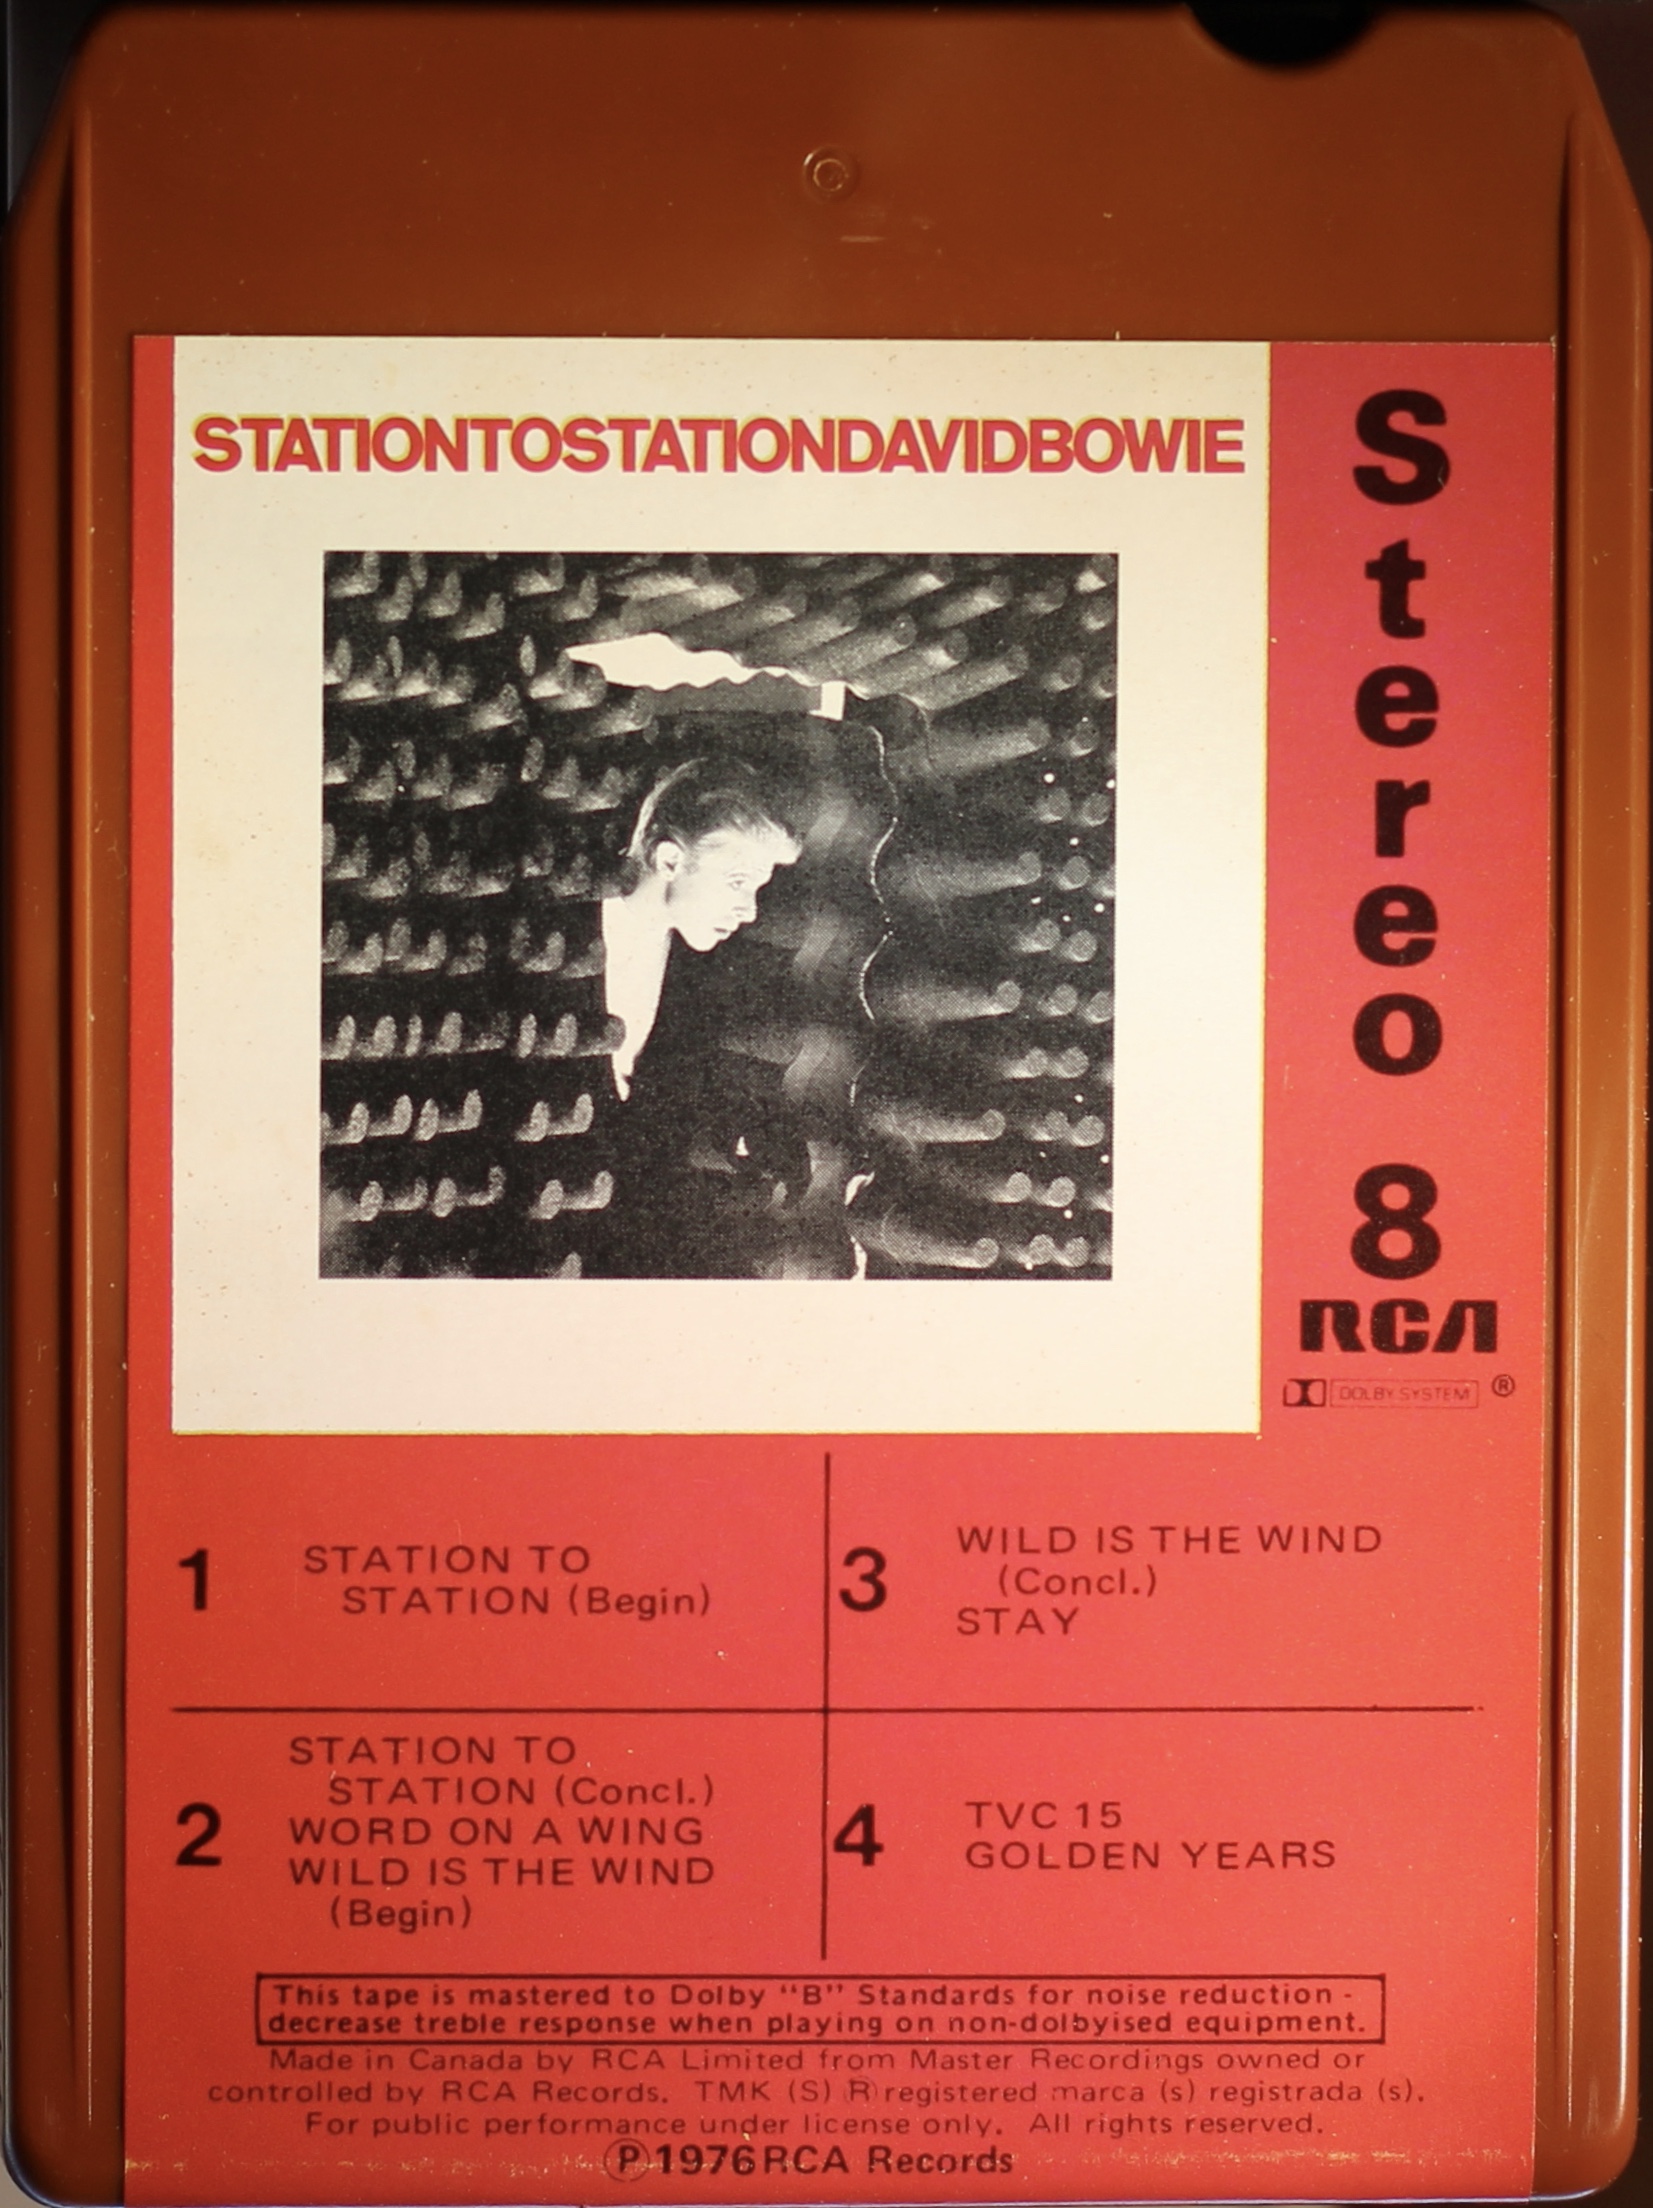 STATIONTOSTATIONDAVIDBOWIE
Stereo 8
RCA
DOLBY SYSTEM ®
1
STATION TO
STATION (Begin)
2
STATION TO
STATION (Concl.)
WORD ON A WING
WILD IS THE WIND
(Begin)
3
WILD IS THE WIND
(Concl.)
STAY
4
TVC 15
GOLDEN YEARS
This tape is mastered to Dolby “B” Standards for noise reduction -
decrease treble response when playing on non-dolbyised equipment.
Made in Canada by RCA Limited from Master Recordings owned or
controlled by RCA Records. TMK (S) ® registered marca (s) registrada (s).
For public performance under license only. All rights reserved.
℗1976 RCA Records